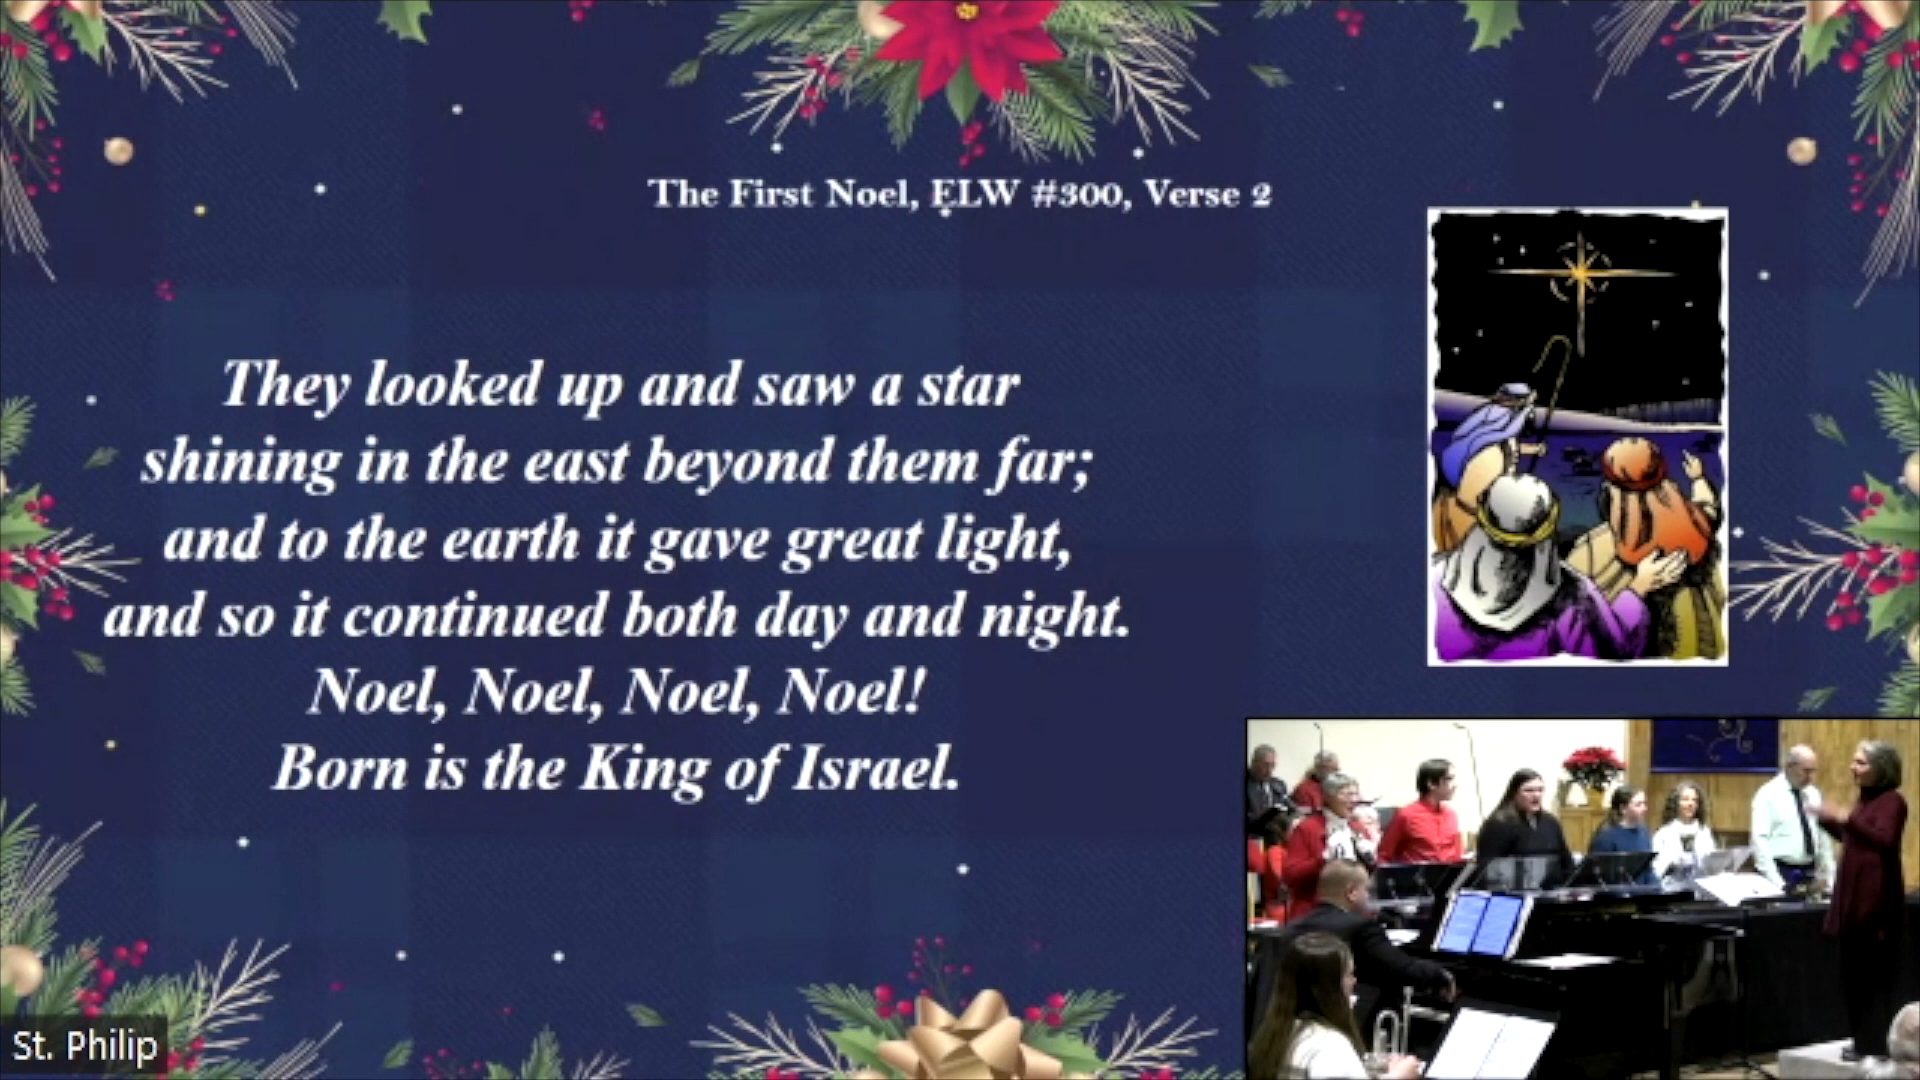 The First Noel, ELW #300, Verse 2
They looked up and saw a star
shining in the east beyond them far;
and to the earth it gave great light,
and so it continued both day and night.
Noel, Noel, Noel, Noel!
Born is the King of Israel.
St. Philip